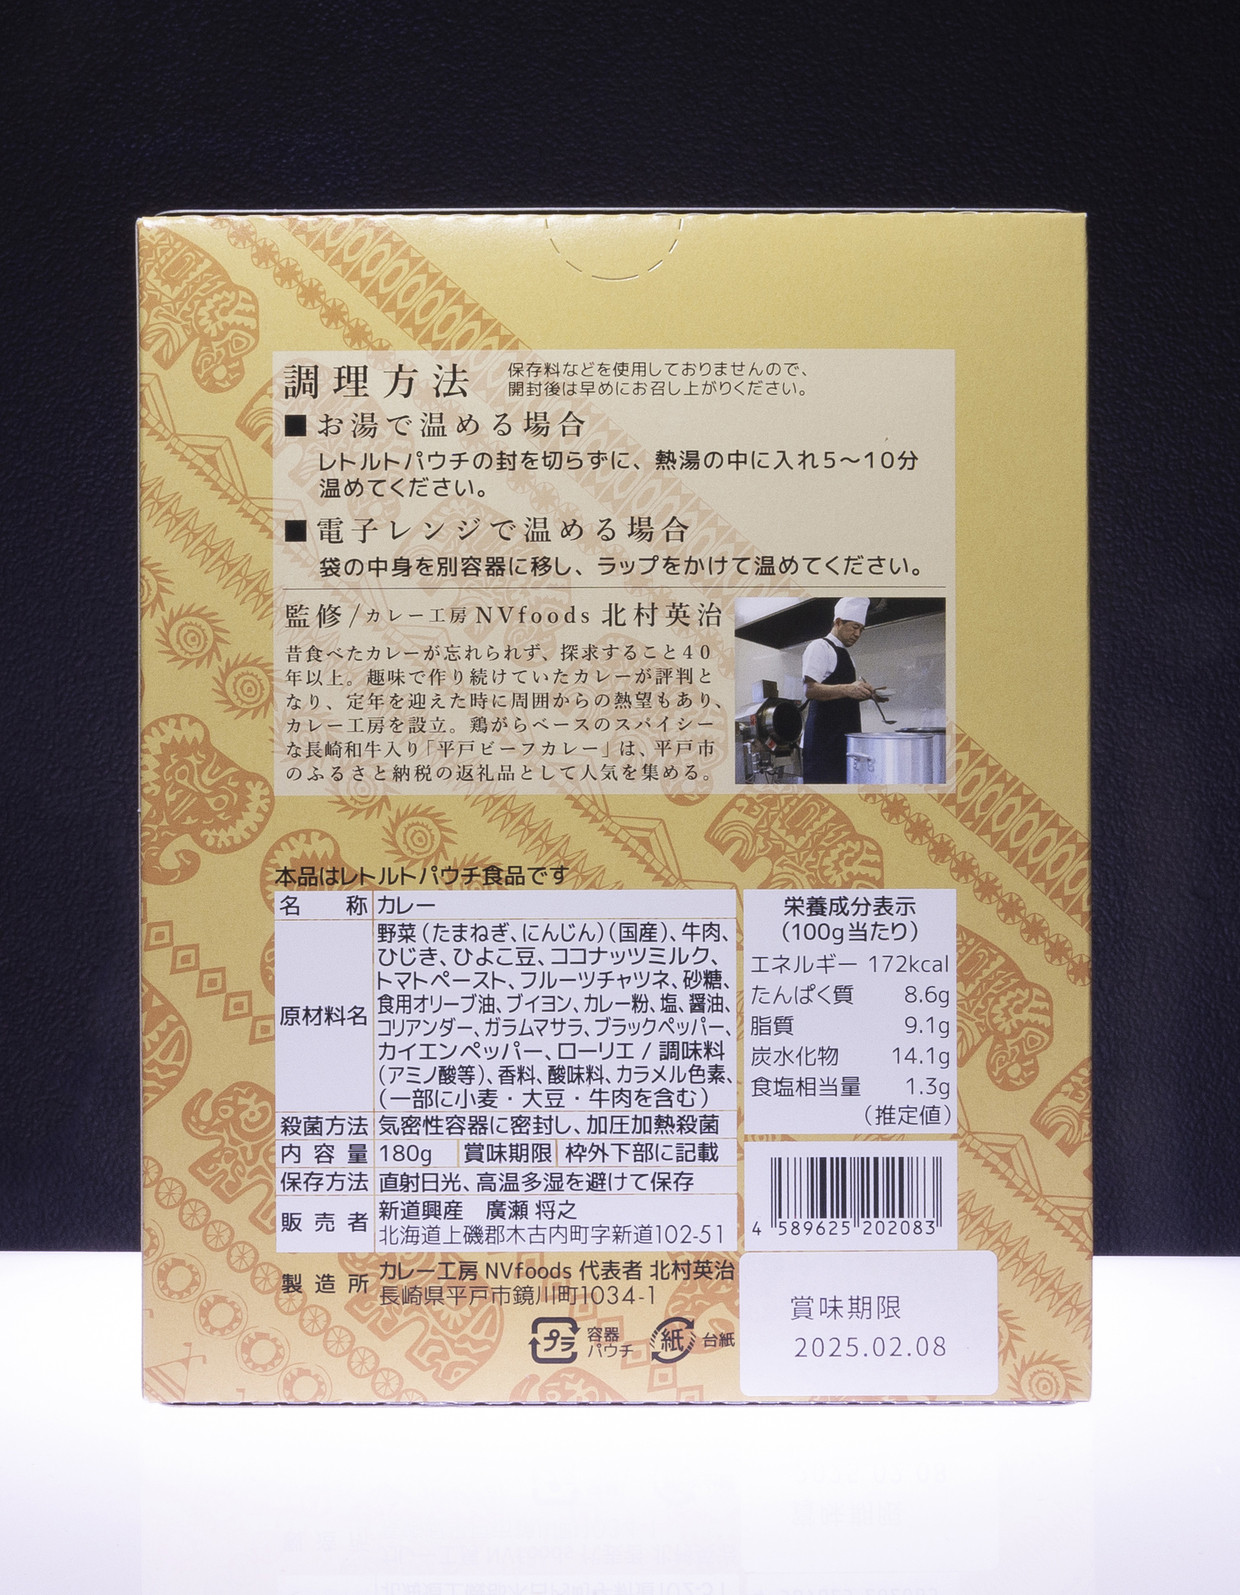 調理方法
保存料などを使用しておりませんので、
開封後は早めにお召し上がりください。
■お湯で温める場合
レトルトパウチの封を切らずに、熱湯の中に入れ5〜10分
温めてください。
■電子レンジで温める場合
袋の中身を別容器に移し、ラップをかけて温めてください。
監修/カレー工房NVfoods 北村英治
昔食べたカレーが忘れられず、探求すること40
年以上。趣味で作り続けていたカレーが評判と
なり、定年を迎えた時に周囲からの熱望もあり、
カレー工房を設立。鶏がらベースのスパイシー
な長崎和牛入り「平戸ビーフカレー」は、平戸市
のふるさと納税の返礼品として人気を集める。
本品はレトルトパウチ食品です
名 称 カレー
原材料名
野菜(たまねぎ、にんじん)(国産)、牛肉、
ひじき、ひよこ豆、ココナッツミルク、
トマトペースト、フルーツチャツネ、砂糖、
食用オリーブ油、ブイヨン、カレー粉、塩、醤油、
コリアンダー、ガラムマサラ、ブラックペッパー、
カイエンペッパー、ローリエ / 調味料
(アミノ酸等)、香料、酸味料、カラメル色素、
(一部に小麦・大豆・牛肉を含む)
殺菌方法 気密性容器に密封し、加圧加熱殺菌
内容量 180g 賞味期限 枠外下部に記載
保存方法 直射日光、高温多湿を避けて保存
販売者 新道興産 廣瀬 将之
北海道上磯郡木古内町字新道102-51
製造所 カレー工房 NVfoods 代表者 北村英治
長崎県平戸市鏡川町1034-1
プラ 容器
パウチ
紙 台紙
栄養成分表示
(100g当たり)
エネルギー 172kcal
たんぱく質 8.6g
脂質 9.1g
炭水化物 14.1g
食塩相当量 1.3g
(推定値)
4 589625 202083
賞味期限
2025.02.08